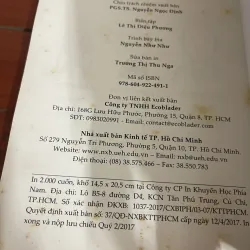 Chịu trách nhiệm xuất bản
PGS.TS. Nguyễn Ngọc Định
Biên tập
Lê Thị Diệu Phương
Trình bày bìa
Nguyễn Như Như
Sửa bản in
Trương Thị Thu Nga
Mã số ISBN
978-604-922-491-1
Đơn vị liên kết xuất bản
Công ty TNHH Ecoblader
Địa chỉ: 168G Lưu Hữu Phước, Phường 15, Quận 8, TP. HCM
SĐT: 0983020991 - Email: contact@ecoblader.com
Nhà xuất bản Kinh tế TP. Hồ Chí Minh
Số 279 Nguyễn Tri Phương, Phường 5, Quận 10, TP. Hồ Chí Minh
Website: www.nxb.ueh.edu.vn – Email: nxb@ueh.edu.vn
Điện thoại: (08) 38.575.466 – Fax: 38.550.783
In 2.000 cuốn, khổ 14,5 x 20,5 cm tại Công ty CP In Khuyến Học Phía
Nam. Địa chỉ: Lô B5-8 đường D4, KCN Tân Phú Trung, Củ Chi,
TP. HCM. Số xác nhận ĐKXB: 1037-2017/CXBIPH/03-07/KTTPHCM.
Quyết định xuất bản số: 37/QĐ-NXBKTTPHCM cấp ngày 12/4/2017. In
xong và nộp lưu chiểu Quý 2/2017